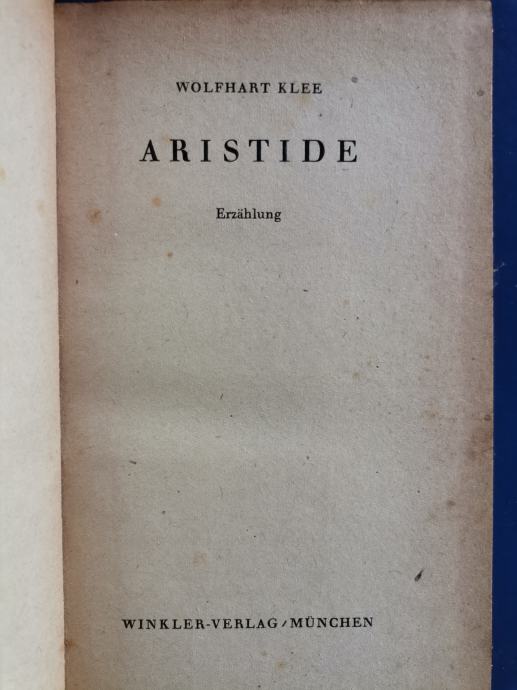 WOLFHART KLEE
ARISTIDE
Erzählung
WINKLER-VERLAG / MÜNCHEN